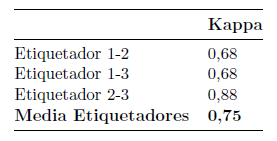 Kappa
Etiquetador 1-2 0,68
Etiquetador 1-3 0,68
Etiquetador 2-3 0,88
Media Etiquetadores 0,75